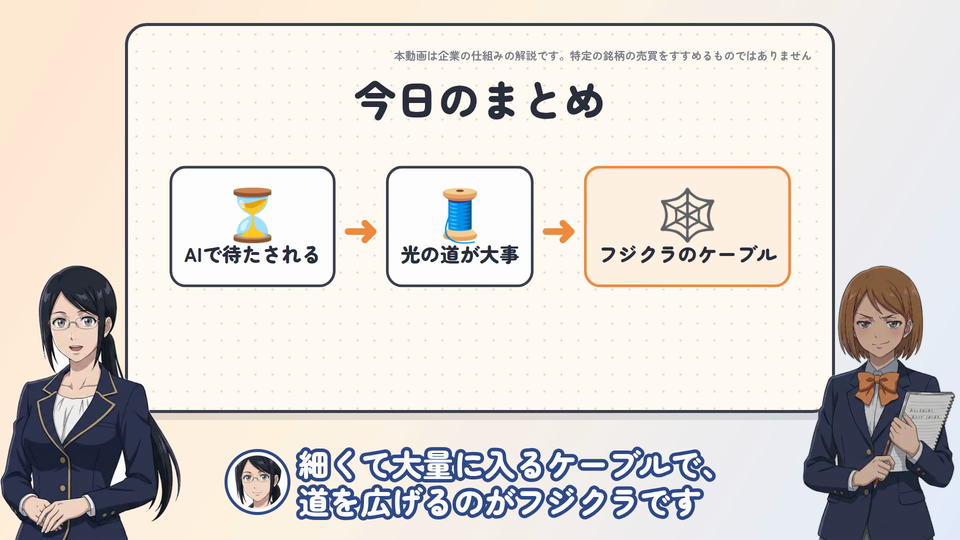 本動画は企業の仕組みの解説です。特定の銘柄の売買をすすめるものではありません
今日のまとめ
AIで待たされる
光の道が大事
フジクラのケーブル
細くて大量に入るケーブルで、
道を広げるのがフジクラです